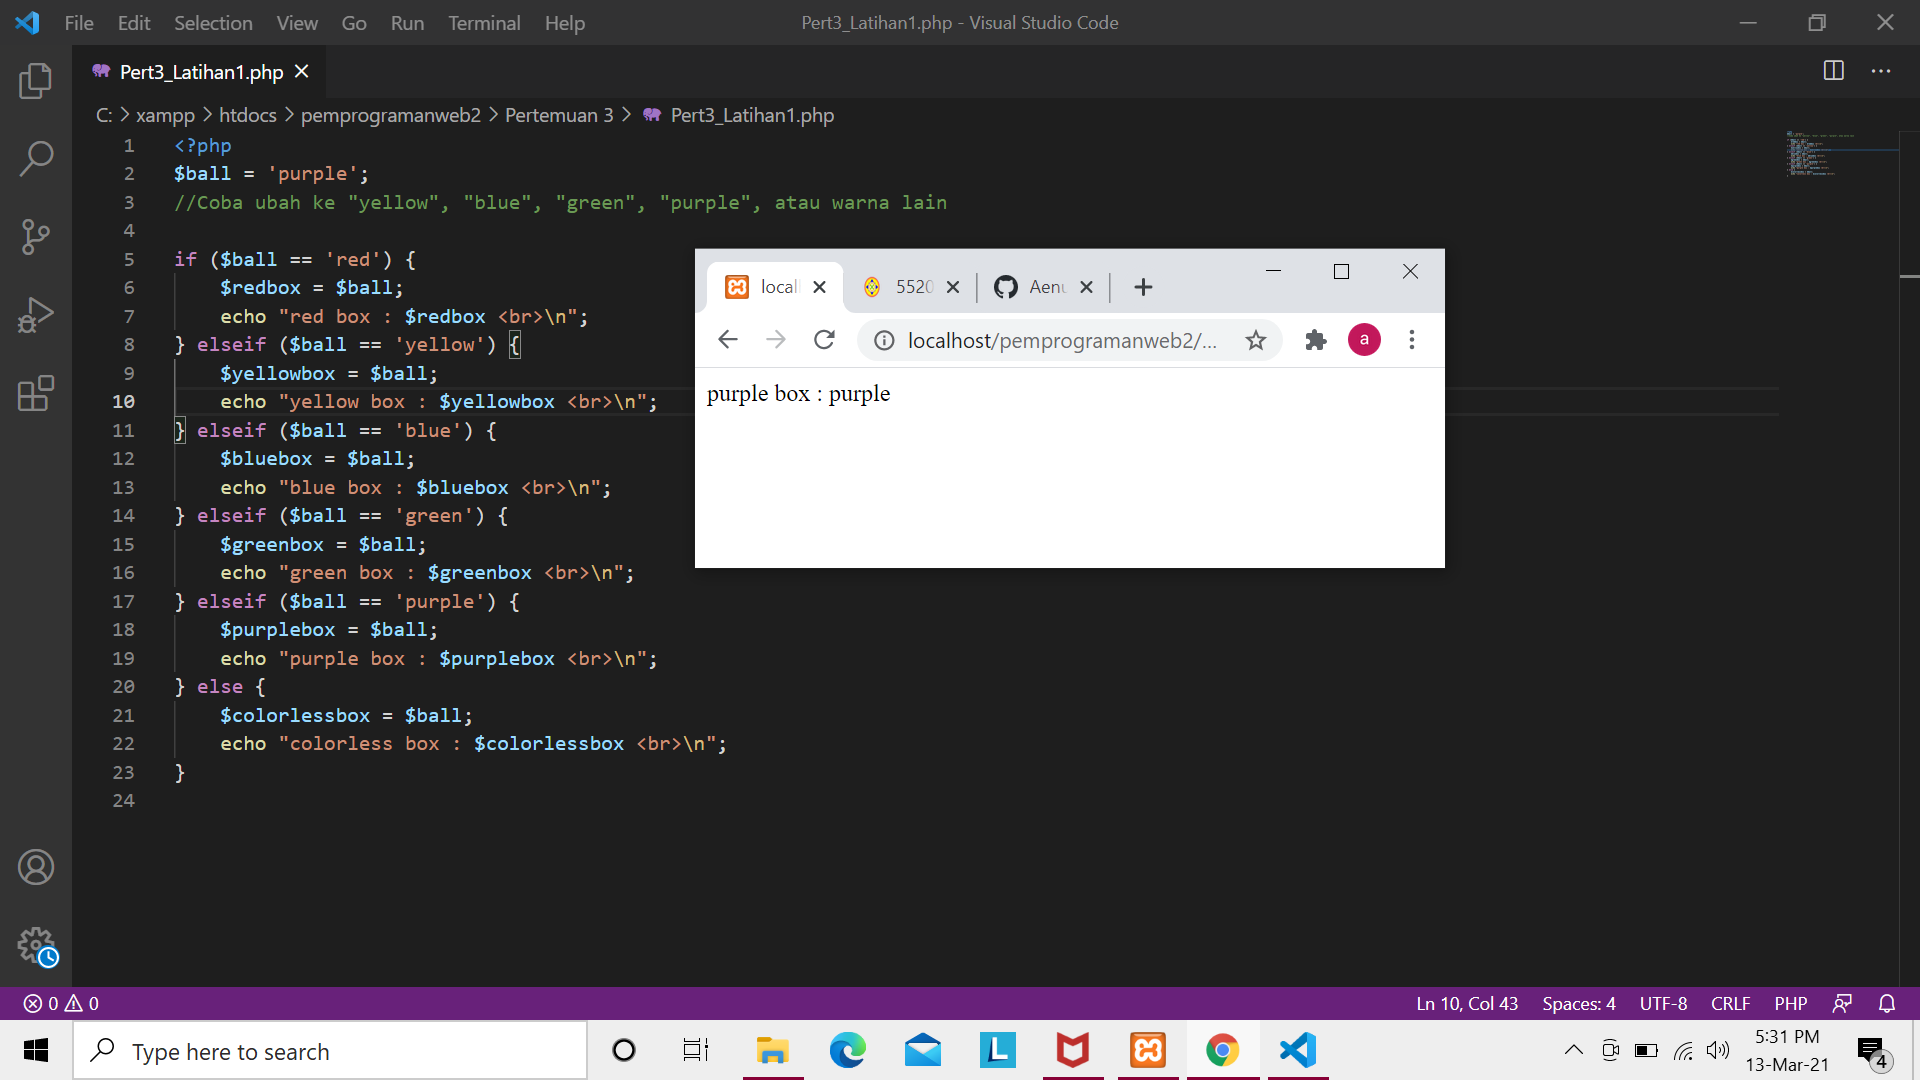 File Edit Selection View Go Run Terminal Help
Pert3_Latihan1.php - Visual Studio Code
Pert3_Latihan1.php
C: > xampp > htdocs > pemprogramanweb2 > Pertemuan 3 > Pert3_Latihan1.php
1 <?php
2 $ball = 'purple';
3 //Coba ubah ke "yellow", "blue", "green", "purple", atau warna lain
4
5 if ($ball == 'red') {
6     $redbox = $ball;
7     echo "red box : $redbox <br>\n";
8 } elseif ($ball == 'yellow') {
9     $yellowbox = $ball;
10     echo "yellow box : $yellowbox <br>\n";
11 } elseif ($ball == 'blue') {
12     $bluebox = $ball;
13     echo "blue box : $bluebox <br>\n";
14 } elseif ($ball == 'green') {
15     $greenbox = $ball;
16     echo "green box : $greenbox <br>\n";
17 } elseif ($ball == 'purple') {
18     $purplebox = $ball;
19     echo "purple box : $purplebox <br>\n";
20 } else {
21     $colorlessbox = $ball;
22     echo "colorless box : $colorlessbox <br>\n";
23 }
24
locall 5520 Aenu
localhost/pemprogramanweb2/... a
purple box : purple
0 0
Ln 10, Col 43 Spaces: 4 UTF-8 CRLF PHP
Type here to search
L
5:31 PM
13-Mar-21
4